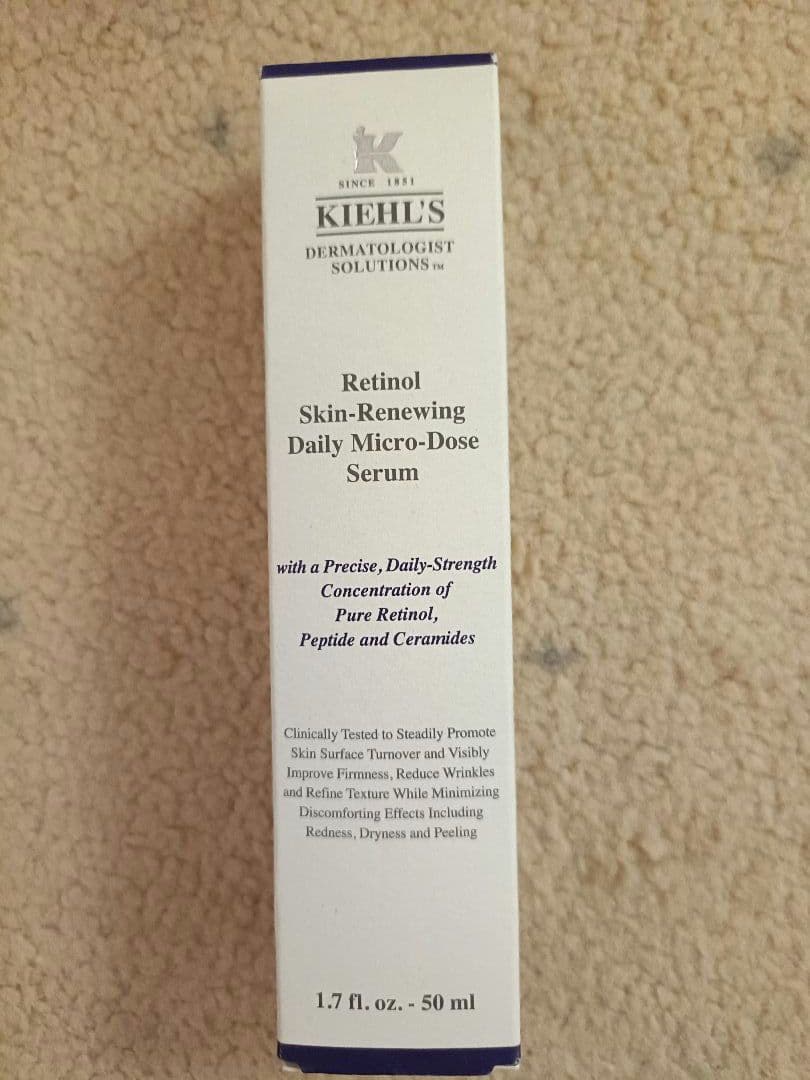 K
SINCE 1851
KIEHL'S
DERMATOLOGIST
SOLUTIONS™
Retinol
Skin-Renewing
Daily Micro-Dose
Serum
with a Precise, Daily-Strength
Concentration of
Pure Retinol,
Peptide and Ceramides
Clinically Tested to Steadily Promote
Skin Surface Turnover and Visibly
Improve Firmness, Reduce Wrinkles
and Refine Texture While Minimizing
Discomforting Effects Including
Redness, Dryness and Peeling
1.7 fl. oz. - 50 ml